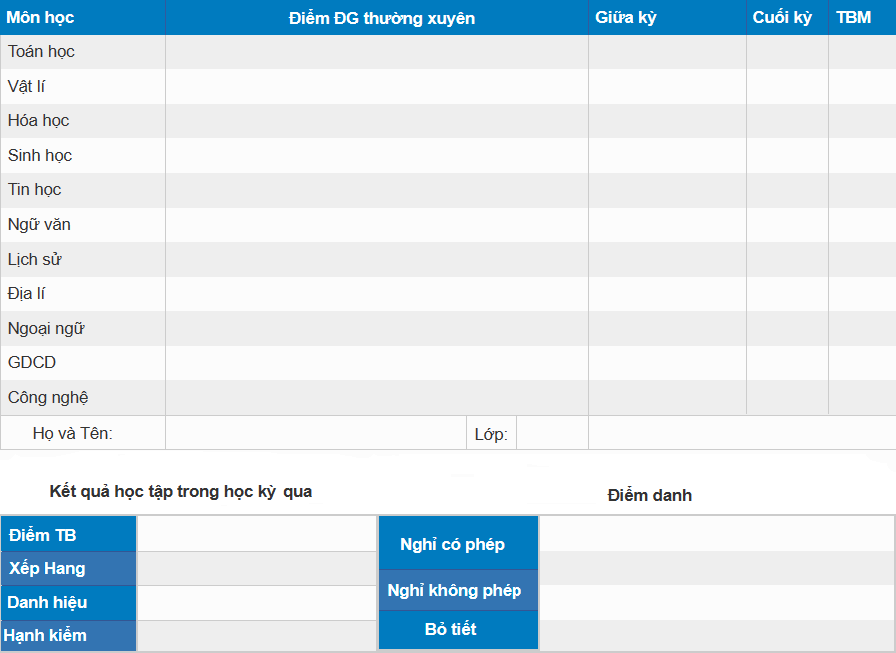 Môn học Điểm ĐG thường xuyên Giữa kỳ Cuối kỳ TBM
Toán học
Vật lí
Hóa học
Sinh học
Tin học
Ngữ văn
Lịch sử
Địa lí
Ngoại ngữ
GDCD
Công nghệ
Họ và Tên: Lớp:
Kết quả học tập trong học kỳ qua
Điểm danh
Điểm TB
Xếp Hang
Danh hiệu
Hạnh kiểm
Nghỉ có phép
Nghỉ không phép
Bỏ tiết